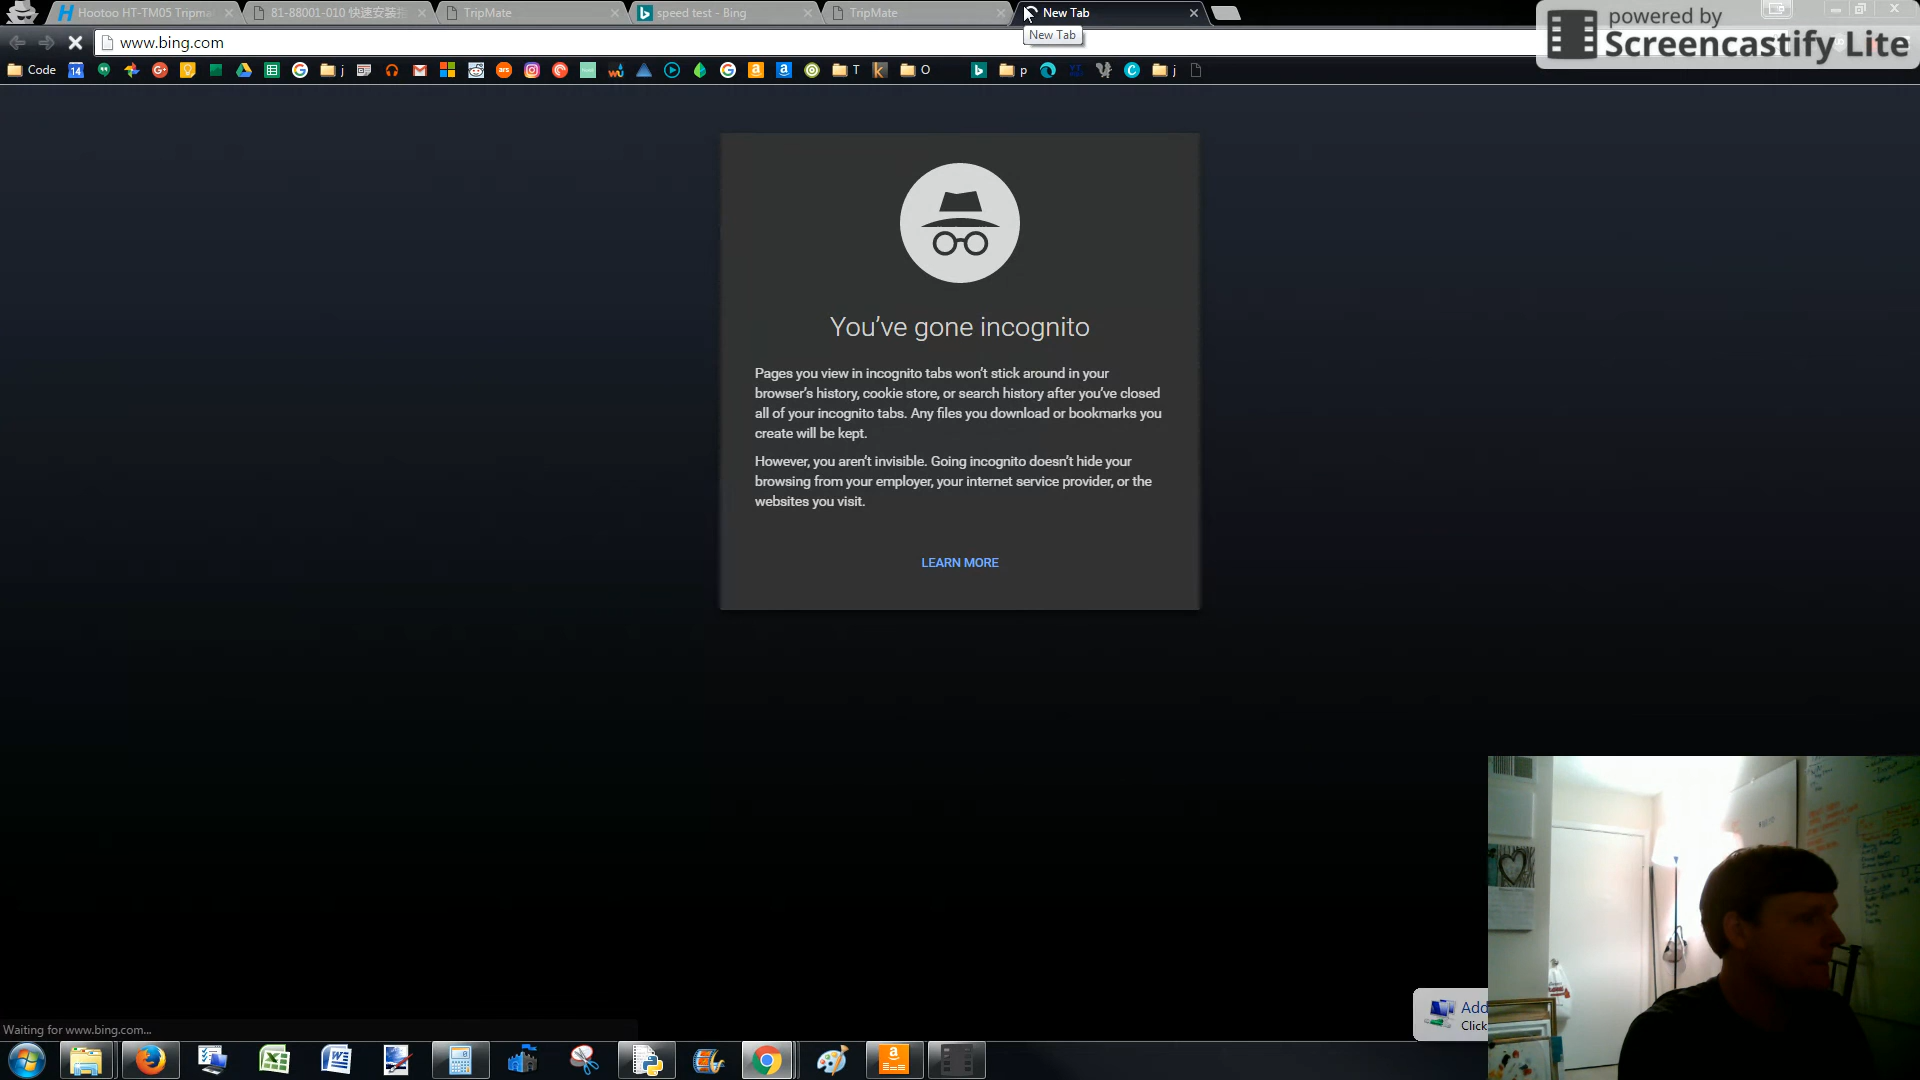 Hootoo HT-TM05 Tripma
81-88001-010 快速安装指
TripMate
speed test - Bing
TripMate
New Tab
powered by
Screencastify Lite
www.bing.com
New Tab
Code
14
j
T
O
p
j
You've gone incognito
Pages you view in incognito tabs won't stick around in your
browser's history, cookie store, or search history after you've closed
all of your incognito tabs. Any files you download or bookmarks you
create will be kept.
However, you aren't invisible. Going incognito doesn't hide your
browsing from your employer, your internet service provider, or the
websites you visit.
LEARN MORE
Add
Click
Waiting for www.bing.com...